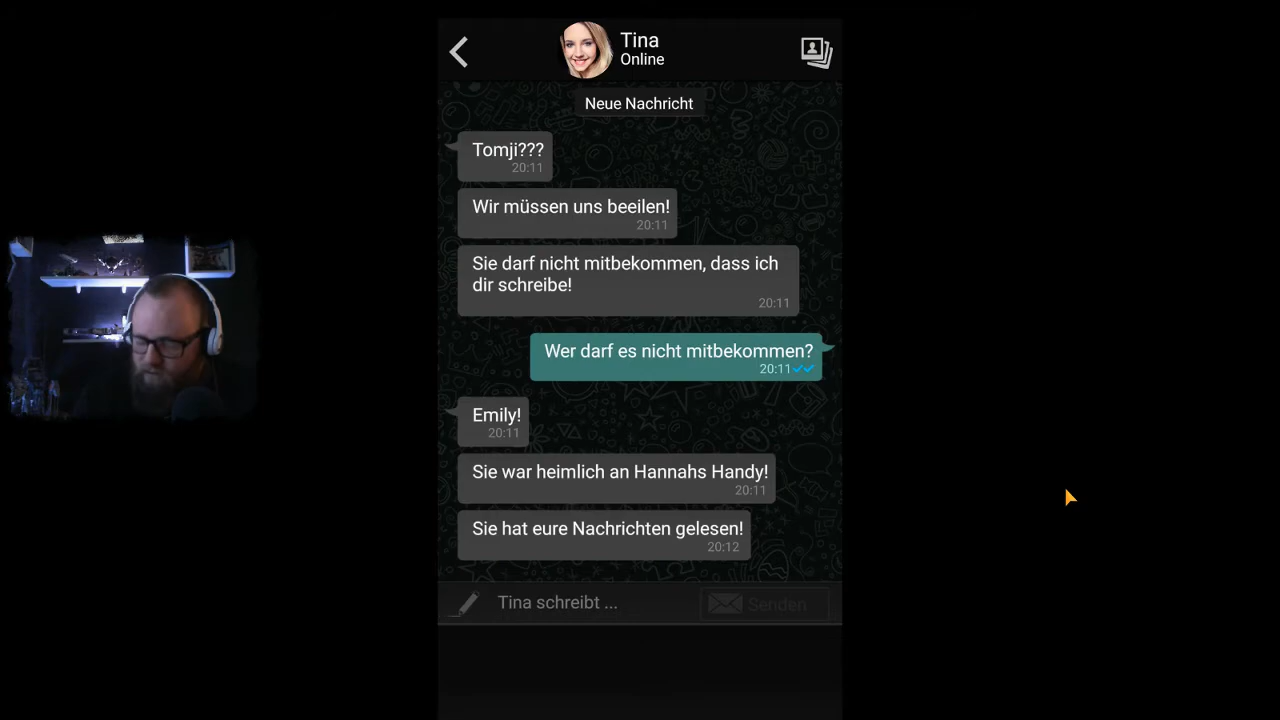 Tina
Online
Neue Nachricht
Tomji???
20:11
Wir müssen uns beeilen!
20:11
Sie darf nicht mitbekommen, dass ich
dir schreibe!
20:11
Wer darf es nicht mitbekommen?
20:11
Emily!
20:11
Sie war heimlich an Hannahs Handy!
20:11
Sie hat eure Nachrichten gelesen!
20:12
Tina schreibt ...
Senden